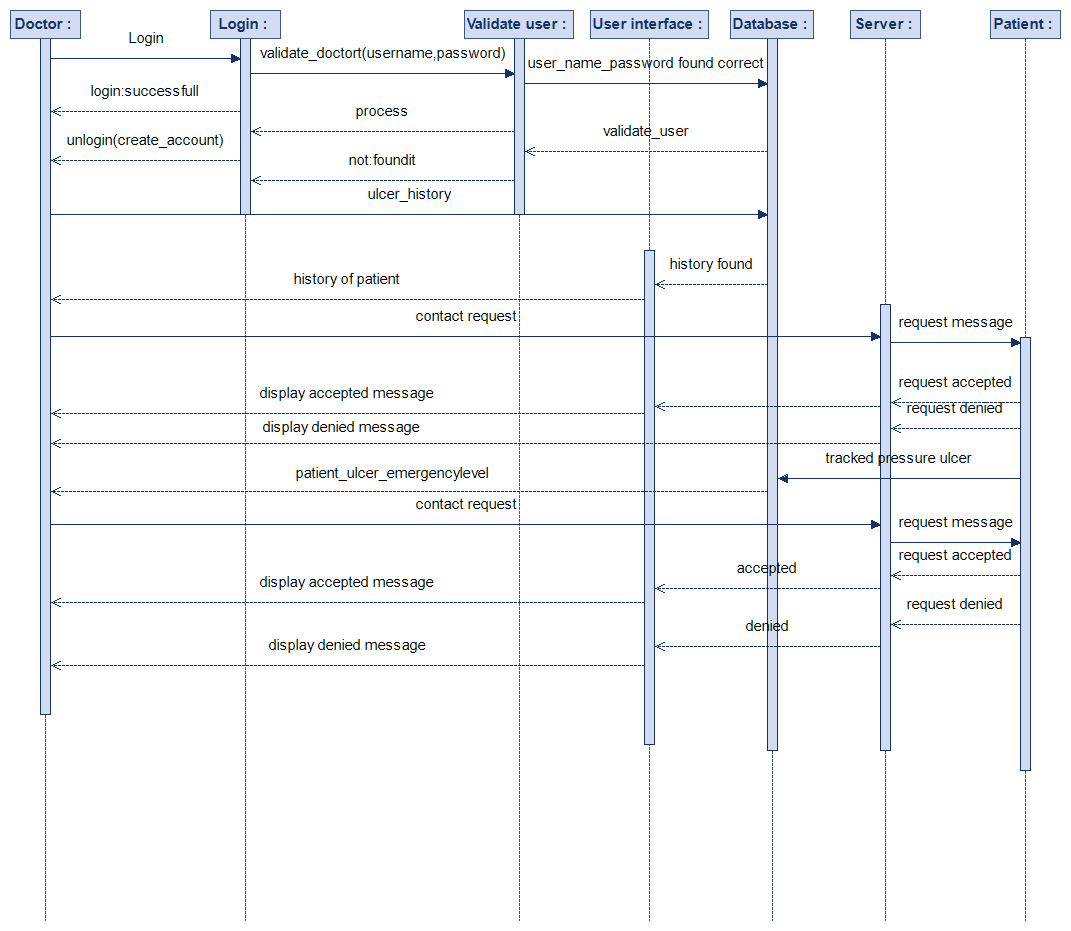 Doctor :
Login :
Validate user :
User interface :
Database :
Server :
Patient :
Login
validate_doctort(username,password)
user_name_password found correct
login:successfull
process
validate_user
unlogin(create_account)
not:foundit
ulcer_history
history found
history of patient
contact request
request message
request accepted
display accepted message
request denied
display denied message
tracked pressure ulcer
patient_ulcer_emergencylevel
contact request
request message
request accepted
accepted
display accepted message
request denied
denied
display denied message